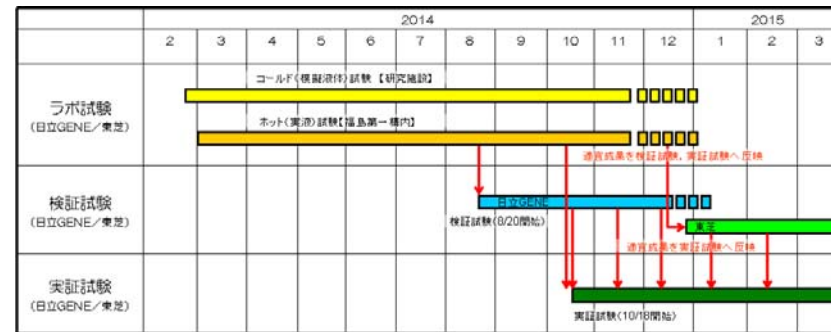 2014
2015
2 3 4 5 6 7 8 9 10 11 12 1 2 3
コールド(模擬液体)試験【研究施設】
ラボ試験
(日立GENE/東芝)
ホット(実液)試験【福島第一構内】
適宜成果を検証試験,実証試験へ反映
検証試験
(日立GENE/東芝)
日立GENE
検証試験(8/20開始)
東芝
適宜成果を実証試験へ反映
実証試験
(日立GENE/東芝)
実証試験(10/18開始)